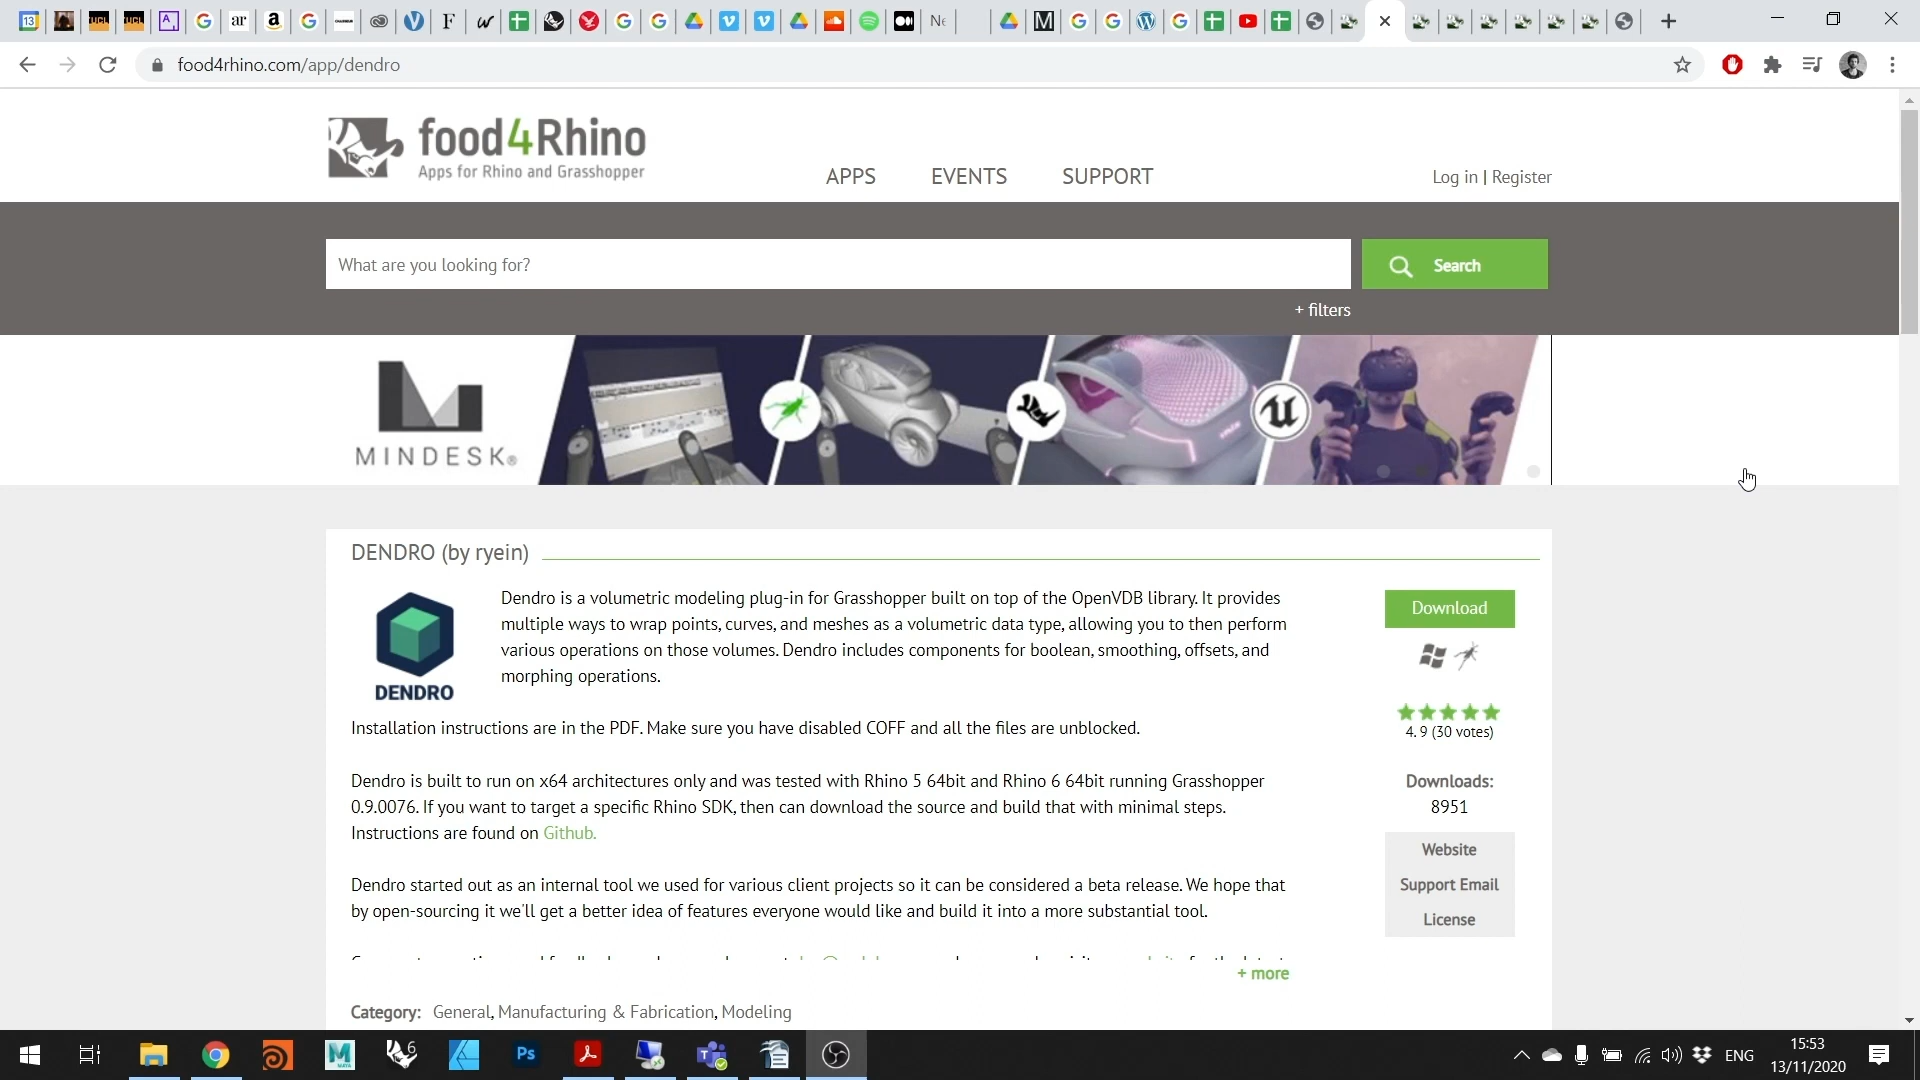 food4rhino.com/app/dendro
food4Rhino
Apps for Rhino and Grasshopper
APPS EVENTS SUPPORT
Log in | Register
What are you looking for?
Search
+ filters
MINDESK®
DENDRO (by ryein)
DENDRO
Dendro is a volumetric modeling plug-in for Grasshopper built on top of the OpenVDB library. It provides
multiple ways to wrap points, curves, and meshes as a volumetric data type, allowing you to then perform
various operations on those volumes. Dendro includes components for boolean, smoothing, offsets, and
morphing operations.
Installation instructions are in the PDF. Make sure you have disabled COFF and all the files are unblocked.
Dendro is built to run on x64 architectures only and was tested with Rhino 5 64bit and Rhino 6 64bit running Grasshopper
0.9.0076. If you want to target a specific Rhino SDK, then can download the source and build that with minimal steps.
Instructions are found on Github.
Dendro started out as an internal tool we used for various client projects so it can be considered a beta release. We hope that
by open-sourcing it we'll get a better idea of features everyone would like and build it into a more substantial tool.
+ more
Category: General, Manufacturing & Fabrication, Modeling
Download
4.9 (30 votes)
Downloads:
8951
Website
Support Email
License
ENG
15:53
13/11/2020